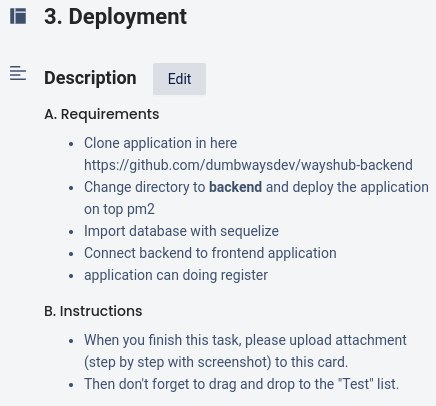 3. Deployment
Description
Edit
A. Requirements
• Clone application in here
https://github.com/dumbwaysdev/wayshub-backend
• Change directory to backend and deploy the application
on top pm2
• Import database with sequelize
• Connect backend to frontend application
• application can doing register
B. Instructions
• When you finish this task, please upload attachment
(step by step with screenshot) to this card.
• Then don't forget to drag and drop to the "Test" list.